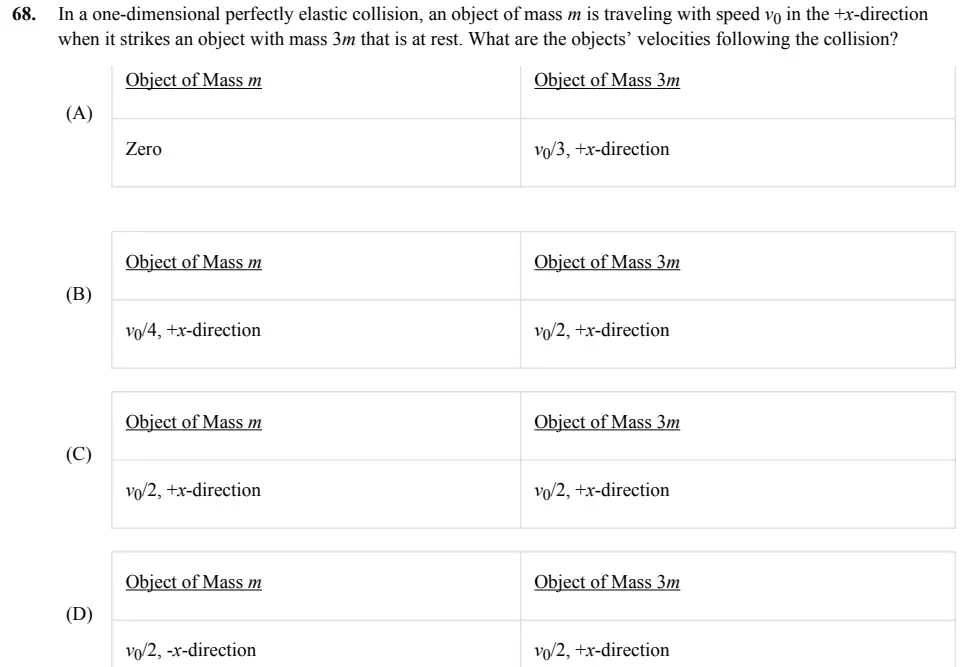 68. In a one-dimensional perfectly elastic collision, an object of mass m is traveling with speed v0 in the +x-direction
when it strikes an object with mass 3m that is at rest. What are the objects’ velocities following the collision?
(A)
Object of Mass m Object of Mass 3m
Zero v0/3, +x-direction
(B)
Object of Mass m Object of Mass 3m
v0/4, +x-direction v0/2, +x-direction
(C)
Object of Mass m Object of Mass 3m
v0/2, +x-direction v0/2, +x-direction
(D)
Object of Mass m Object of Mass 3m
v0/2, -x-direction v0/2, +x-direction